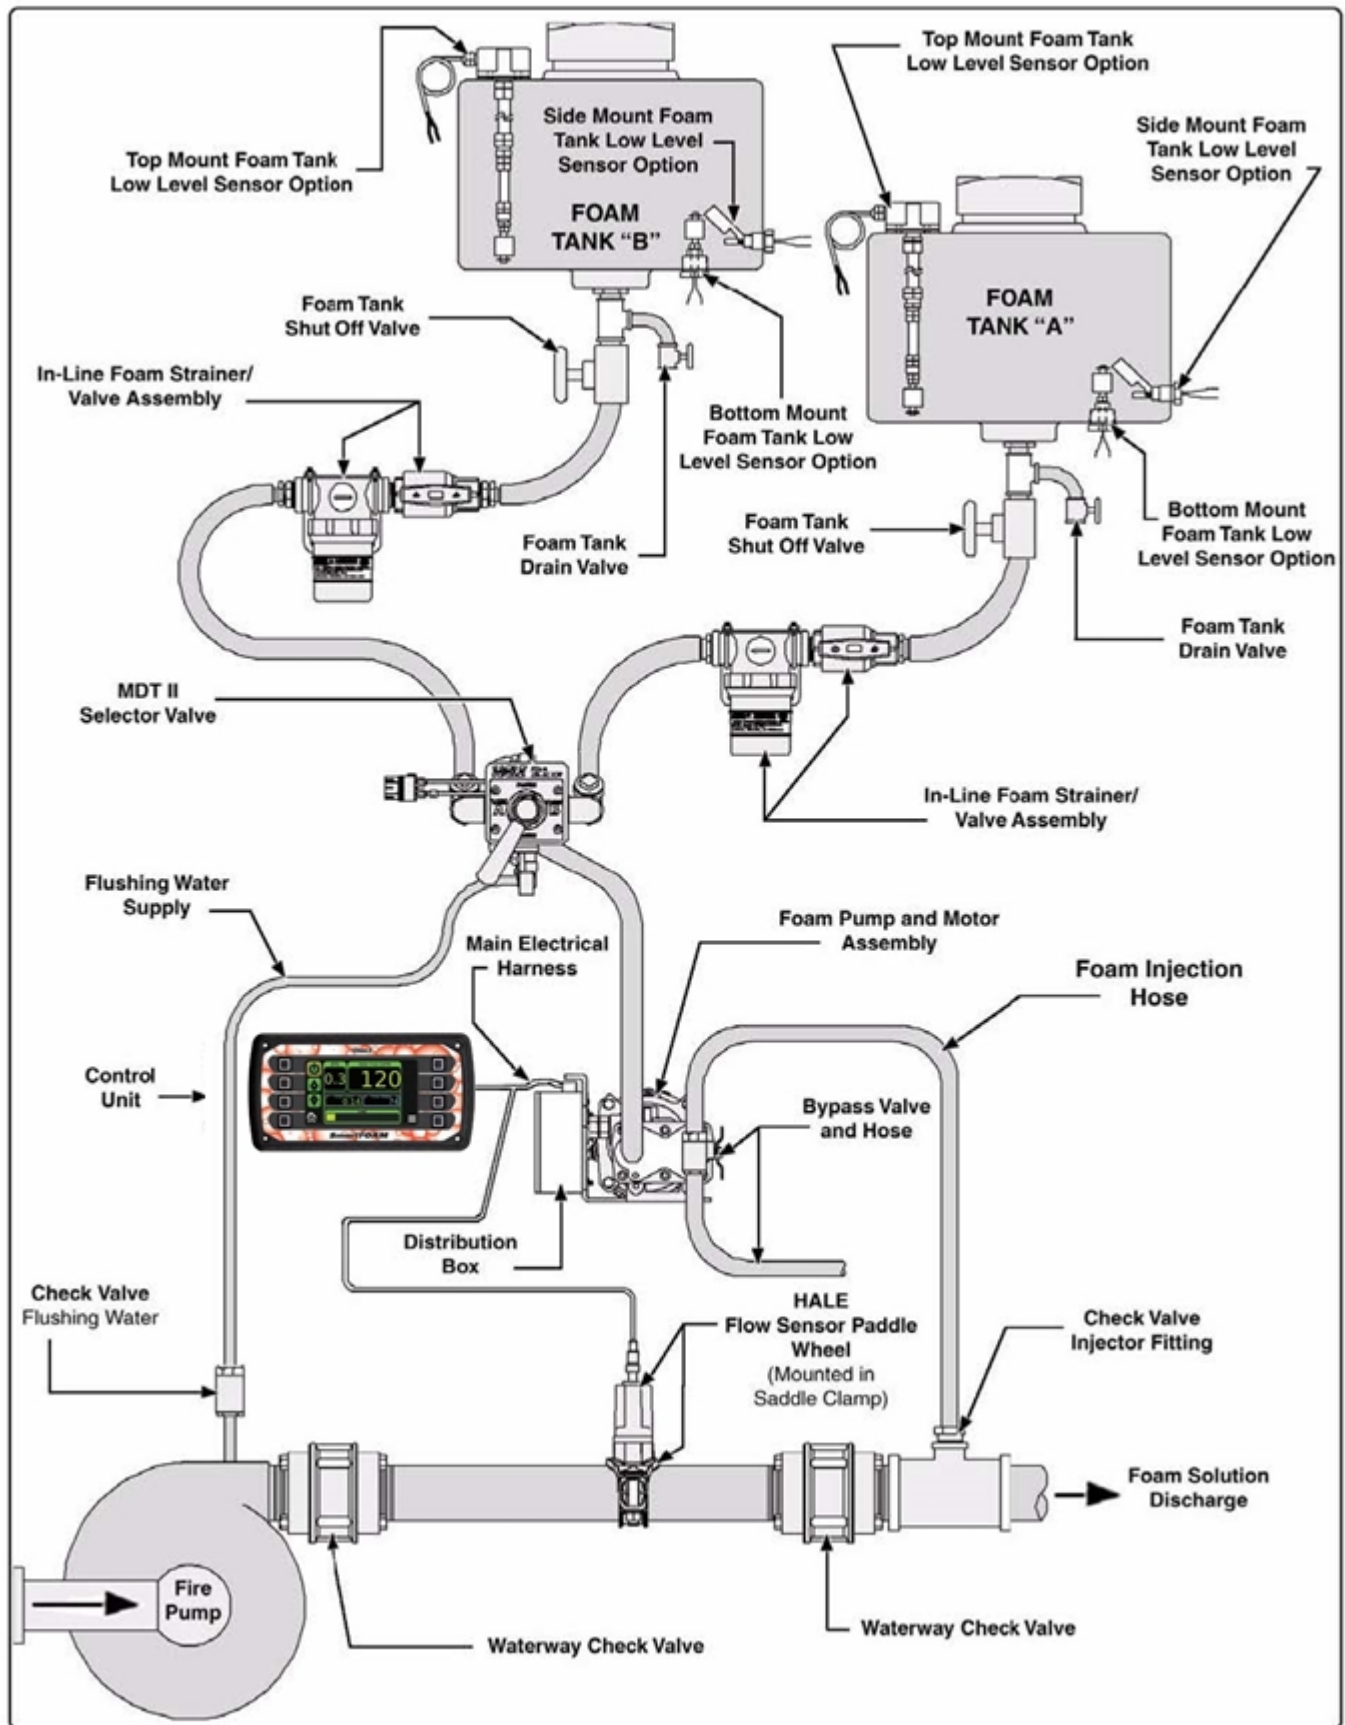 Top Mount Foam Tank
Low Level Sensor Option
Top Mount Foam Tank
Low Level Sensor Option
Side Mount Foam
Tank Low Level
Sensor Option
FOAM
TANK “B”
Side Mount Foam
Tank Low Level
Sensor Option
FOAM
TANK “A”
Foam Tank
Shut Off Valve
In-Line Foam Strainer/
Valve Assembly
Bottom Mount
Foam Tank Low
Level Sensor Option
Foam Tank
Drain Valve
Foam Tank
Shut Off Valve
Bottom Mount
Foam Tank Low
Level Sensor Option
Foam Tank
Drain Valve
MDT II
Selector Valve
A B
In-Line Foam Strainer/
Valve Assembly
Flushing Water
Supply
Main Electrical
Harness
Foam Pump and Motor
Assembly
Foam Injection
Hose
Control
Unit
0.3 120
SmartFOAM
Bypass Valve
and Hose
Distribution
Box
Check Valve
Flushing Water
HALE
Flow Sensor Paddle
Wheel
(Mounted in
Saddle Clamp)
Check Valve
Injector Fitting
Foam Solution
Discharge
Fire
Pump
Waterway Check Valve
Waterway Check Valve